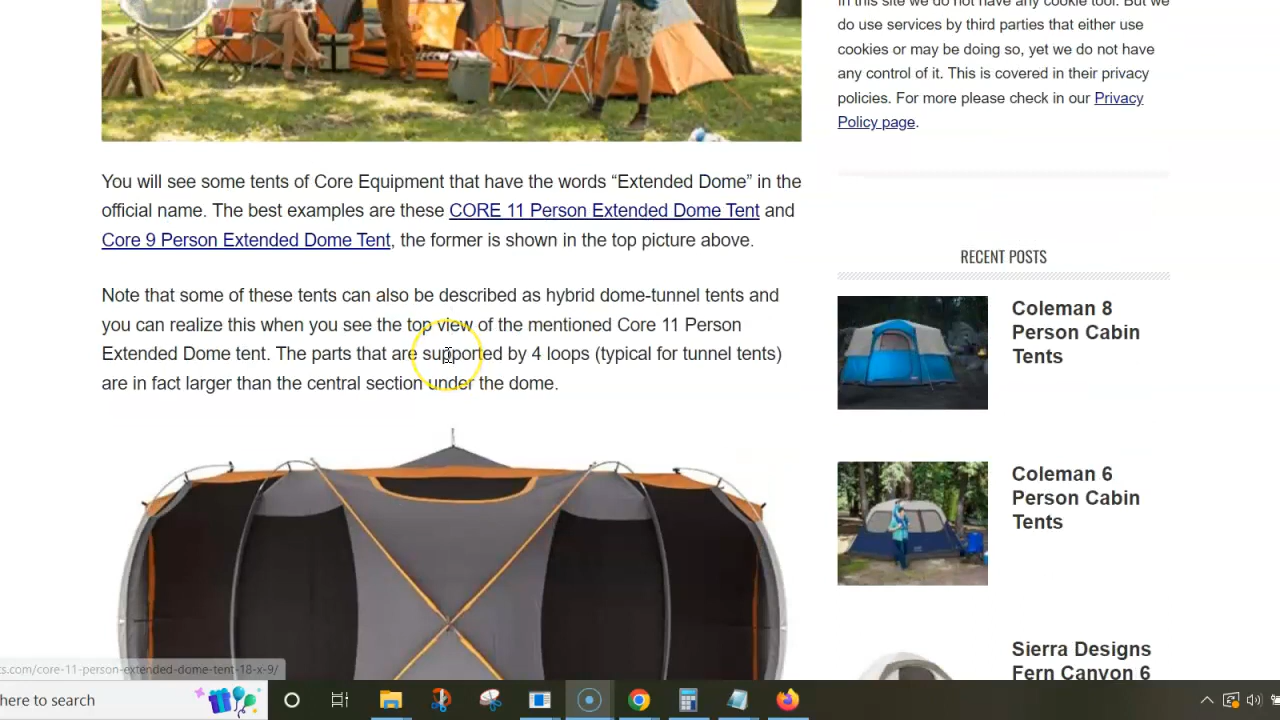 In this site we do not have any cookie tool. But we
do use services by third parties that either use
cookies or may be doing so, yet we do not have
any control of it. This is covered in their privacy
policies. For more please check in our Privacy
Policy page.
You will see some tents of Core Equipment that have the words “Extended Dome” in the
official name. The best examples are these CORE 11 Person Extended Dome Tent and
Core 9 Person Extended Dome Tent, the former is shown in the top picture above.
Note that some of these tents can also be described as hybrid dome-tunnel tents and
you can realize this when you see the top view of the mentioned Core 11 Person
Extended Dome tent. The parts that are supported by 4 loops (typical for tunnel tents)
are in fact larger than the central section under the dome.
RECENT POSTS
Coleman 8
Person Cabin
Tents
Coleman 6
Person Cabin
Tents
Sierra Designs
Fern Canyon 6
ts.com/core-11-person-extended-dome-tent-18-x-9/
here to search